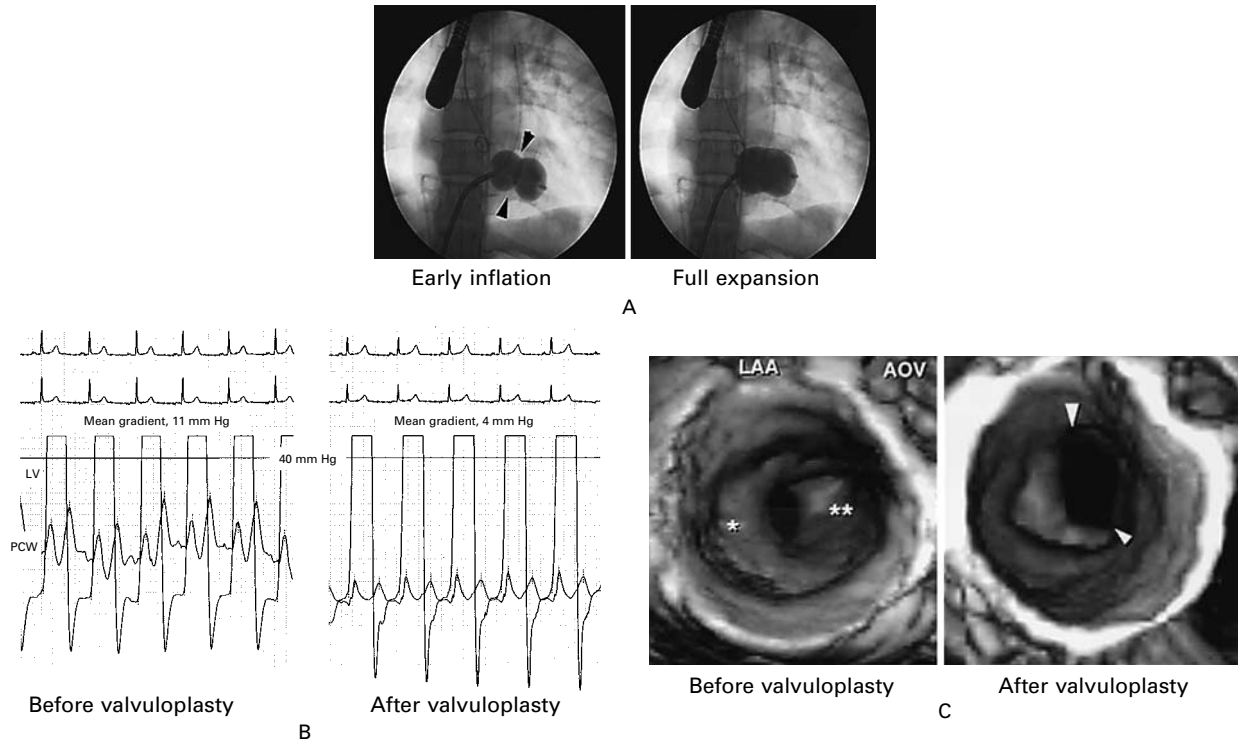 Early inflation
Full expansion
A
Mean gradient, 11 mm Hg
Mean gradient, 4 mm Hg
LV
40 mm Hg
PCW
Before valvuloplasty
After valvuloplasty
B
LAA
AOV
*
**
Before valvuloplasty
After valvuloplasty
C